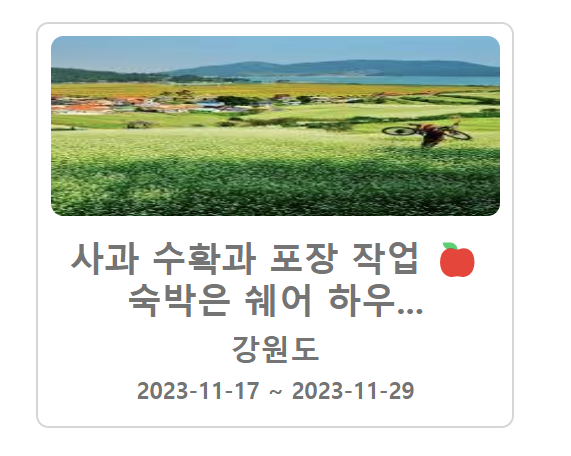 사과 수확과 포장 작업 🍎
숙박은 쉐어 하우...
강원도
2023-11-17 ~ 2023-11-29